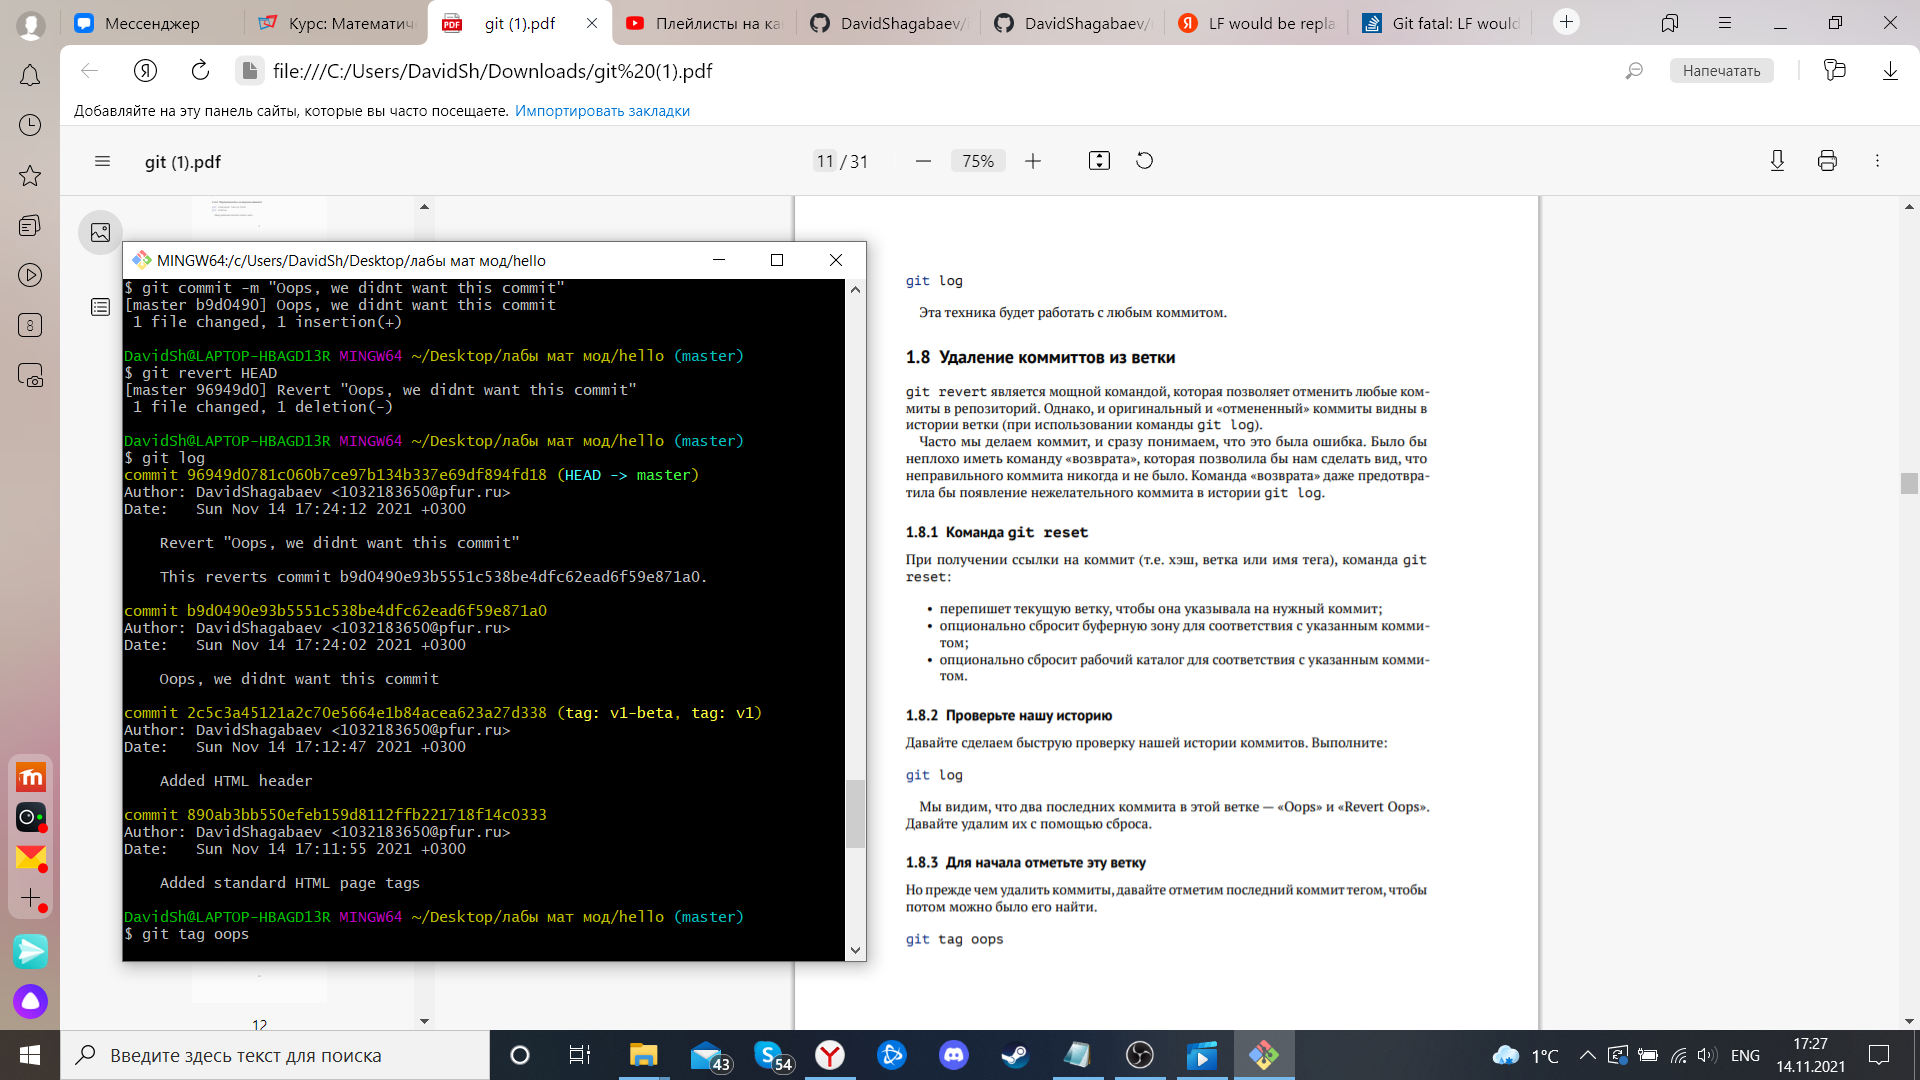 Мессенджер
Курс: Математич
git (1).pdf
Плейлисты на ка
DavidShagabaev/
DavidShagabaev/
LF would be repla
Git fatal: LF would
file:///C:/Users/DavidSh/Downloads/git%20(1).pdf
Напечатать
Добавляйте на эту панель сайты, которые вы часто посещаете. Импортировать закладки
git (1).pdf
11 / 31
75%
MINGW64:/c/Users/DavidSh/Desktop/лабы мат мод/hello
$ git commit -m "Oops, we didnt want this commit"
[master b9d0490] Oops, we didnt want this commit
1 file changed, 1 insertion(+)
DavidSh@LAPTOP-HBAGD13R MINGW64 ~/Desktop/лабы мат мод/hello (master)
$ git revert HEAD
[master 96949d0] Revert "Oops, we didnt want this commit"
1 file changed, 1 deletion(-)
DavidSh@LAPTOP-HBAGD13R MINGW64 ~/Desktop/лабы мат мод/hello (master)
$ git log
commit 96949d0781c060b7ce97b134b337e69df894fd18 (HEAD -> master)
Author: DavidShagabaev <1032183650@pfur.ru>
Date:   Sun Nov 14 17:24:12 2021 +0300
Revert "Oops, we didnt want this commit"
This reverts commit b9d0490e93b5551c538be4dfc62ead6f59e871a0.
commit b9d0490e93b5551c538be4dfc62ead6f59e871a0
Author: DavidShagabaev <1032183650@pfur.ru>
Date:   Sun Nov 14 17:24:02 2021 +0300
Oops, we didnt want this commit
commit 2c5c3a45121a2c70e5664e1b84acea623a27d338 (tag: v1-beta, tag: v1)
Author: DavidShagabaev <1032183650@pfur.ru>
Date:   Sun Nov 14 17:12:47 2021 +0300
Added HTML header
commit 890ab3bb550efeb159d8112ffb221718f14c0333
Author: DavidShagabaev <1032183650@pfur.ru>
Date:   Sun Nov 14 17:11:55 2021 +0300
Added standard HTML page tags
DavidSh@LAPTOP-HBAGD13R MINGW64 ~/Desktop/лабы мат мод/hello (master)
$ git tag oops
12
git log
Эта техника будет работать с любым коммитом.
1.8 Удаление коммиттов из ветки
git revert является мощной командой, которая позволяет отменить любые ком-
миты в репозиторий. Однако, и оригинальный и «отмененный» коммиты видны в
истории ветки (при использовании команды git log).
Часто мы делаем коммит, и сразу понимаем, что это была ошибка. Было бы
неплохо иметь команду «возврата», которая позволила бы нам сделать вид, что
неправильного коммита никогда и не было. Команда «возврата» даже предотвра-
тила бы появление нежелательного коммита в истории git log.
1.8.1 Команда git reset
При получении ссылки на коммит (т.е. хэш, ветка или имя тега), команда git
reset:
• перепишет текущую ветку, чтобы она указывала на нужный коммит;
• опционально сбросит буферную зону для соответствия с указанным комми-
том;
• опционально сбросит рабочий каталог для соответствия с указанным комми-
том.
1.8.2 Проверьте нашу историю
Давайте сделаем быструю проверку нашей истории коммитов. Выполните:
git log
Мы видим, что два последних коммита в этой ветке — «Oops» и «Revert Oops».
Давайте удалим их с помощью сброса.
1.8.3 Для начала отметьте эту ветку
Но прежде чем удалить коммиты, давайте отметим последний коммит тегом, чтобы
потом можно было его найти.
git tag oops
8
Введите здесь текст для поиска
43
54
1°C
ENG
17:27
14.11.2021